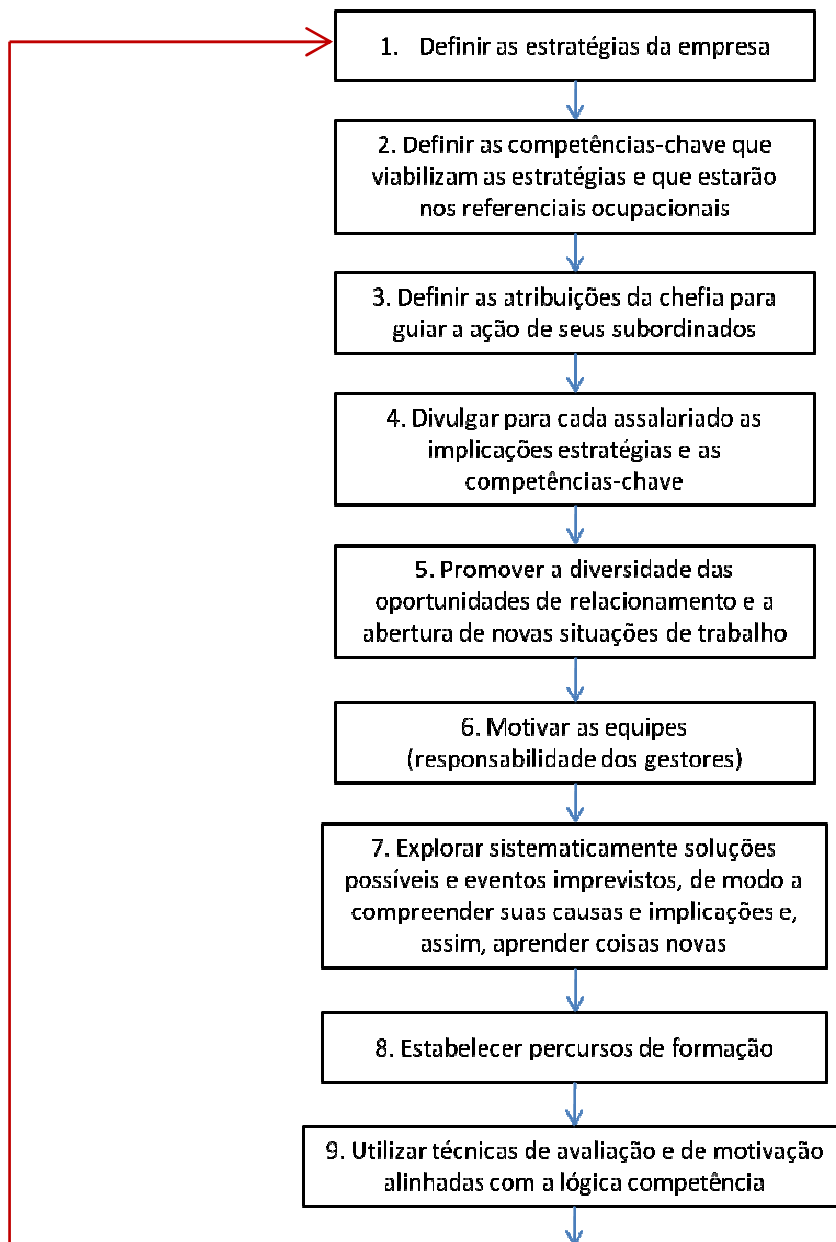 1. Definir as estratégias da empresa
2. Definir as competências-chave que
viabilizam as estratégias e que estarão
nos referenciais ocupacionais
3. Definir as atribuições da chefia para
guiar a ação de seus subordinados
4. Divulgar para cada assalariado as
implicações estratégias e as
competências-chave
5. Promover a diversidade das
oportunidades de relacionamento e a
abertura de novas situações de trabalho
6. Motivar as equipes
(responsabilidade dos gestores)
7. Explorar sistematicamente soluções
possíveis e eventos imprevistos, de modo a
compreender suas causas e implicações e,
assim, aprender coisas novas
8. Estabelecer percursos de formação
9. Utilizar técnicas de avaliação e de motivação
alinhadas com a lógica competência